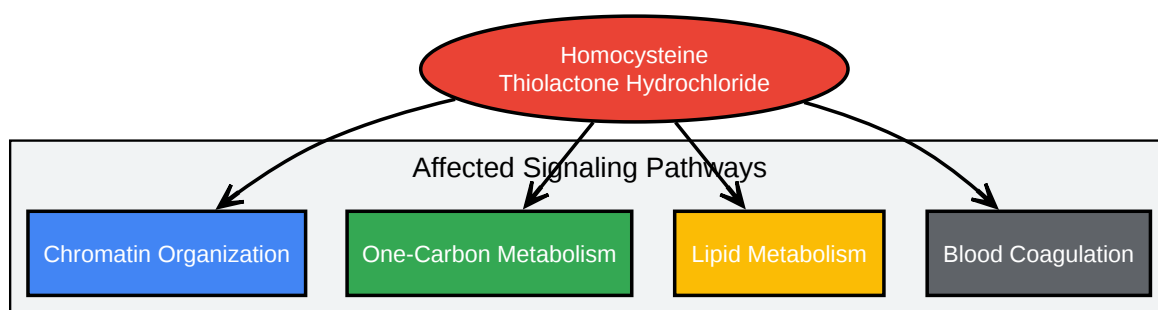 Homocysteine
Thiolactone Hydrochloride
Affected Signaling Pathways
Chromatin Organization
One-Carbon Metabolism
Lipid Metabolism
Blood Coagulation